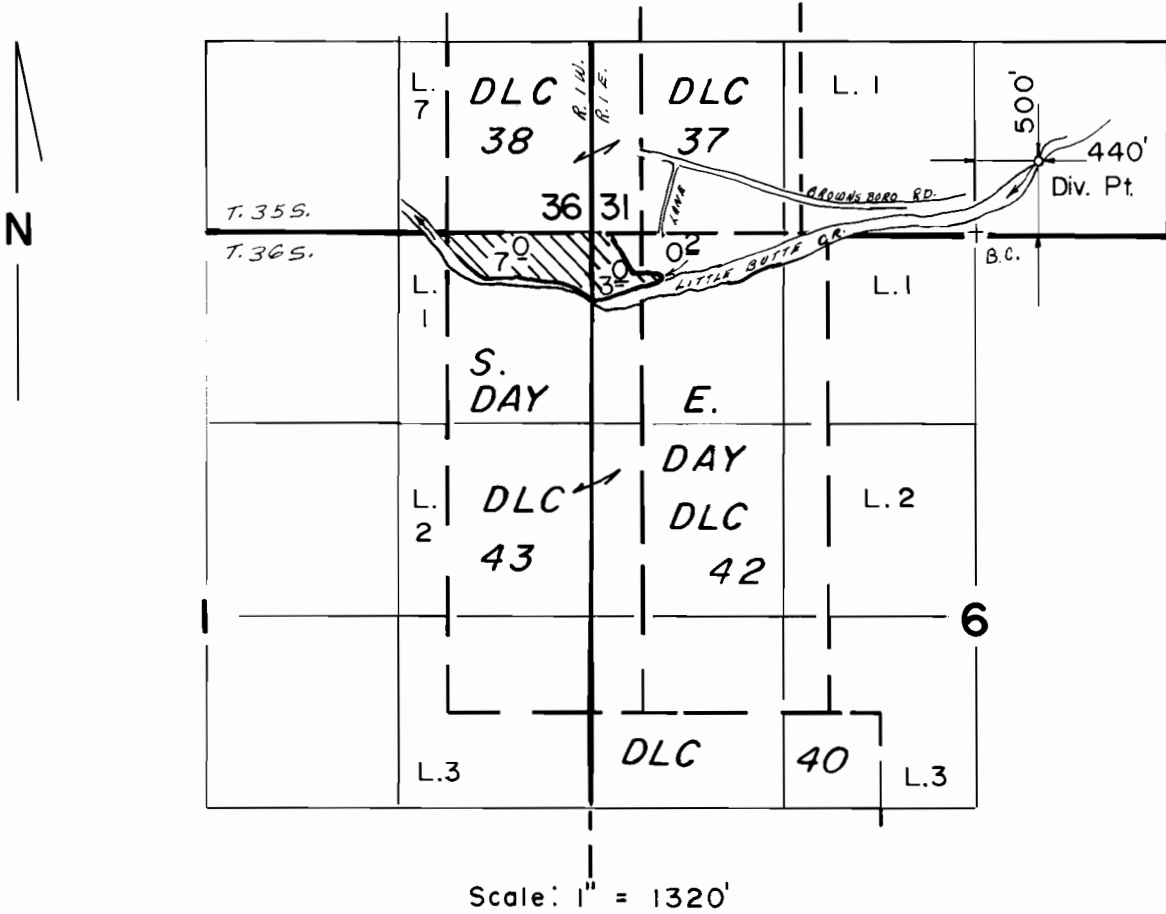 N
L.
7
DLC
38
R. 1 W.
R. 1 E.
DLC
37
L. 1
500'
440'
Div. Pt.
BROWNSBORO RD.
LANE
T. 35 S.
36 31
T. 36 S.
7 0
3 0
0 2
LITTLE BUTTE CR.
B.C.
L.
1
L. 1
S.
DAY
E.
DAY
L.
2
DLC
43
DLC
42
L. 2
1
6
DLC
40
L.3
L.3
Scale: 1" = 1320'